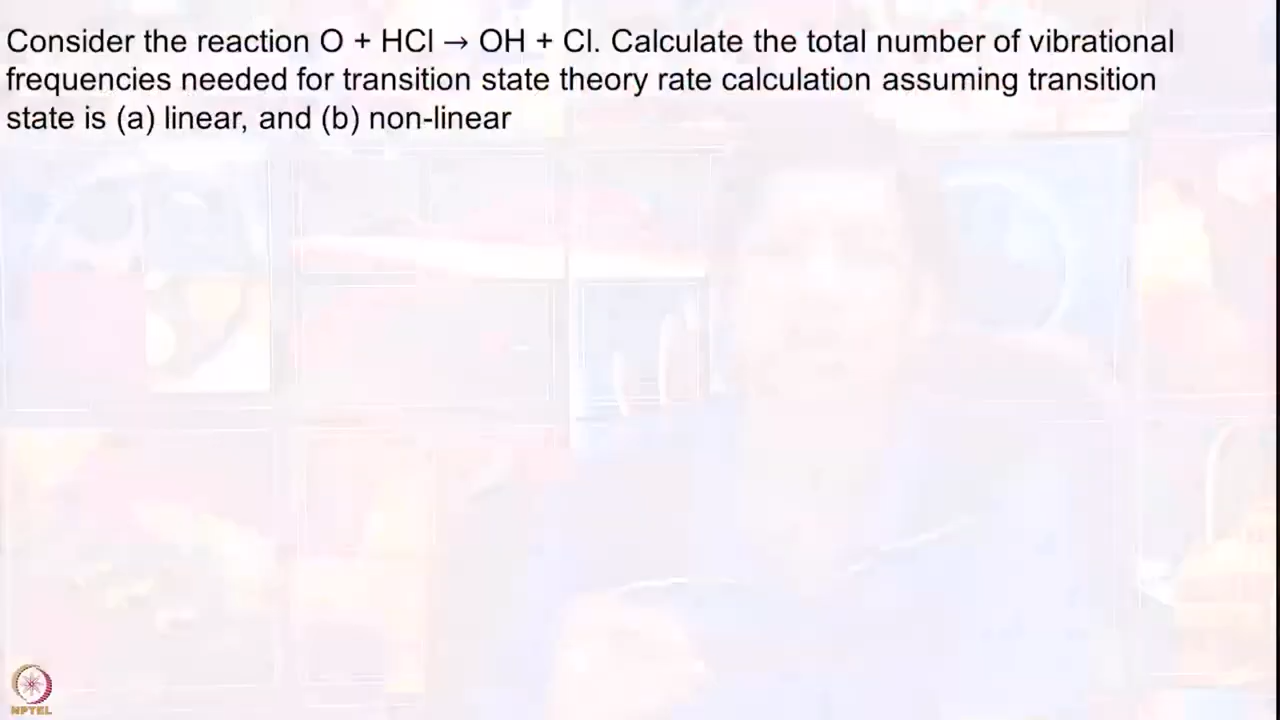 Consider the reaction O + HCl → OH + Cl. Calculate the total number of vibrational
frequencies needed for transition state theory rate calculation assuming transition
state is (a) linear, and (b) non-linear
NPTEL